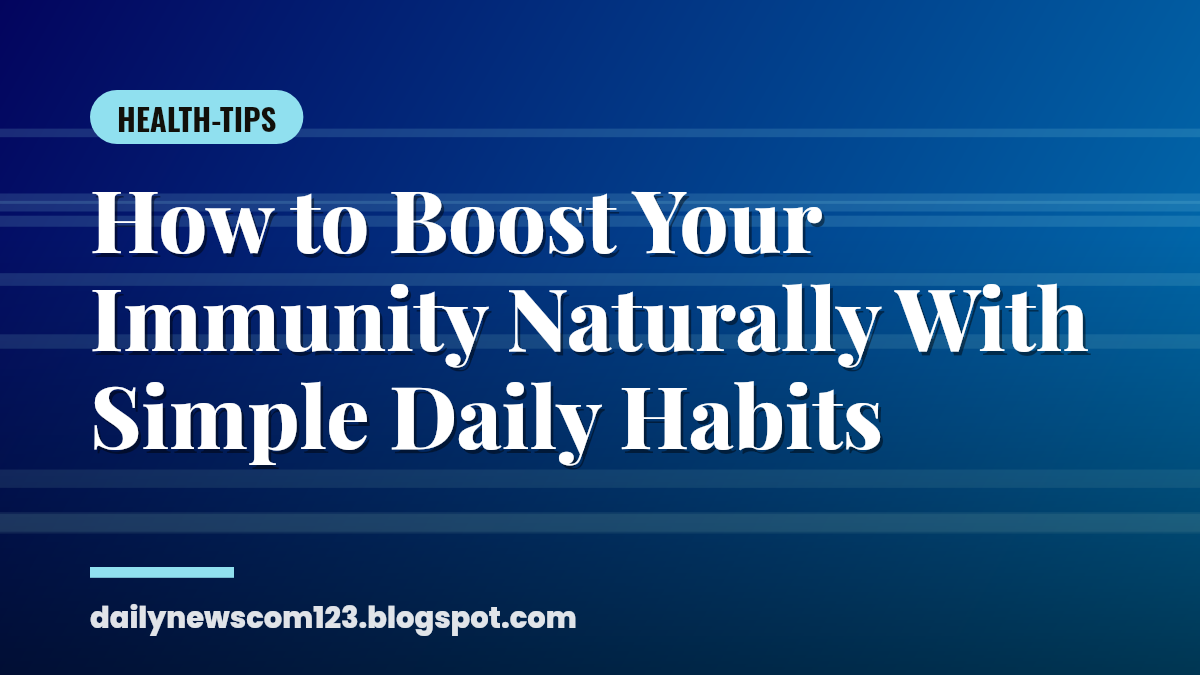 HEALTH-TIPS
How to Boost Your
Immunity Naturally With
Simple Daily Habits
dailynewscom123.blogspot.com